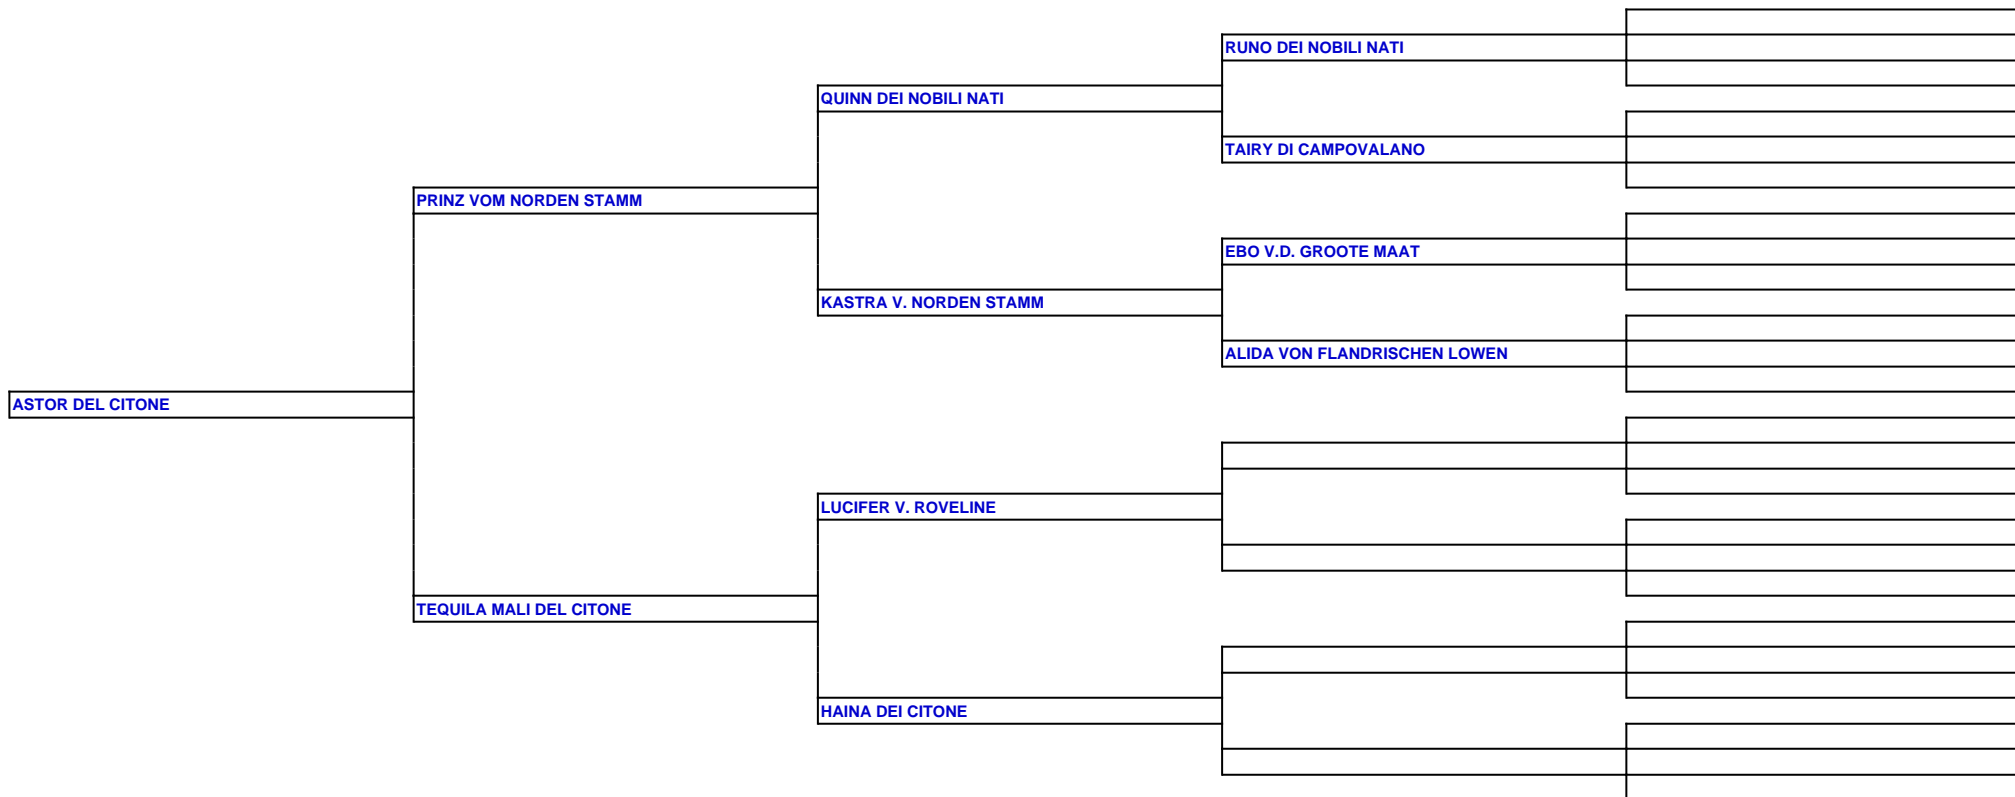 RUNO DEI NOBILI NATI
QUINN DEI NOBILI NATI
TAIRY DI CAMPOVALANO
PRINZ VOM NORDEN STAMM
EBO V.D. GROOTE MAAT
KASTRA V. NORDEN STAMM
ALIDA VON FLANDRISCHEN LOWEN
ASTOR DEL CITONE
LUCIFER V. ROVELINE
TEQUILA MALI DEL CITONE
HAINA DEI CITONE